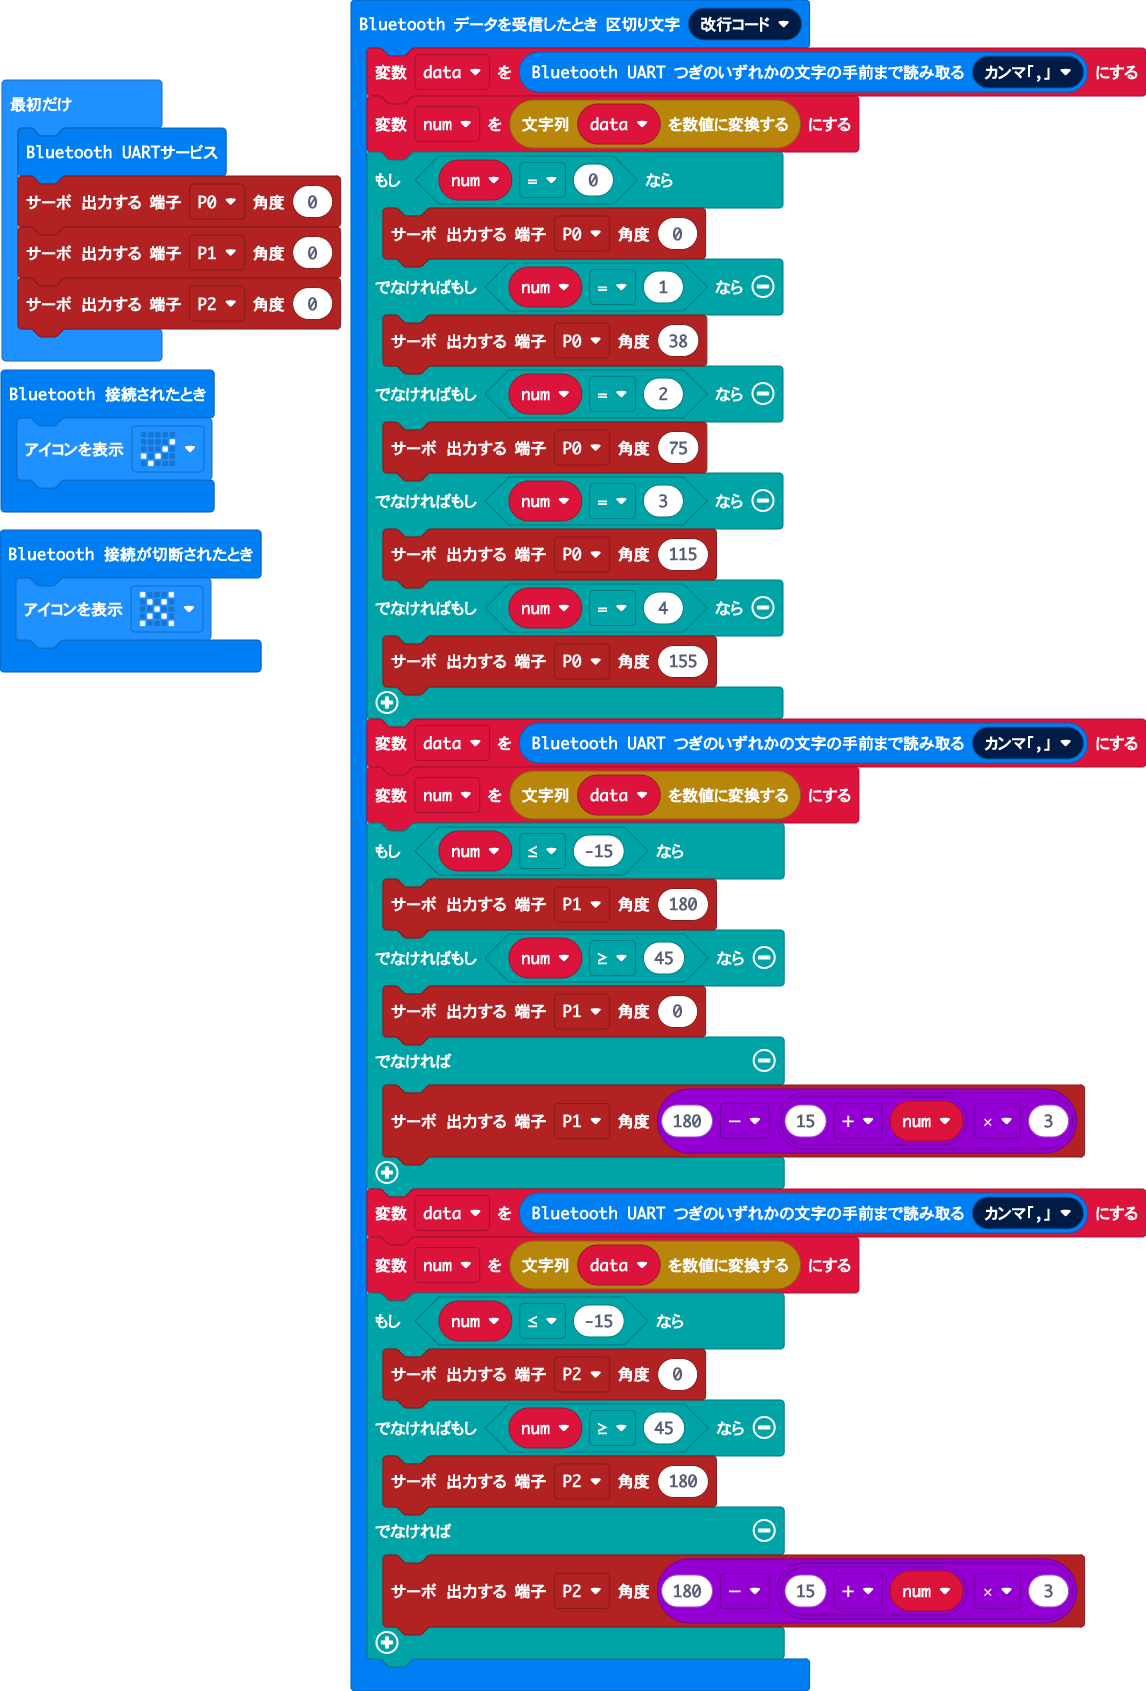 最初だけ
Bluetooth UARTサービス
サーボ 出力する 端子 P0 角度 0
サーボ 出力する 端子 P1 角度 0
サーボ 出力する 端子 P2 角度 0
Bluetooth 接続されたとき
アイコンを表示
Bluetooth 接続が切断されたとき
アイコンを表示
Bluetooth データを受信したとき 区切り文字 改行コード
変数 data を Bluetooth UART つぎのいずれかの文字の手前まで読み取る カンマ「,」 にする
変数 num を 文字列 data を数値に変換する にする
もし num = 0 なら
サーボ 出力する 端子 P0 角度 0
でなければもし num = 1 なら
サーボ 出力する 端子 P0 角度 38
でなければもし num = 2 なら
サーボ 出力する 端子 P0 角度 75
でなければもし num = 3 なら
サーボ 出力する 端子 P0 角度 115
でなければもし num = 4 なら
サーボ 出力する 端子 P0 角度 155
変数 data を Bluetooth UART つぎのいずれかの文字の手前まで読み取る カンマ「,」 にする
変数 num を 文字列 data を数値に変換する にする
もし num ≤ -15 なら
サーボ 出力する 端子 P1 角度 180
でなければもし num ≥ 45 なら
サーボ 出力する 端子 P1 角度 0
でなければ
サーボ 出力する 端子 P1 角度 180 - 15 + num × 3
変数 data を Bluetooth UART つぎのいずれかの文字の手前まで読み取る カンマ「,」 にする
変数 num を 文字列 data を数値に変換する にする
もし num ≤ -15 なら
サーボ 出力する 端子 P2 角度 0
でなければもし num ≥ 45 なら
サーボ 出力する 端子 P2 角度 180
でなければ
サーボ 出力する 端子 P2 角度 180 - 15 + num × 3